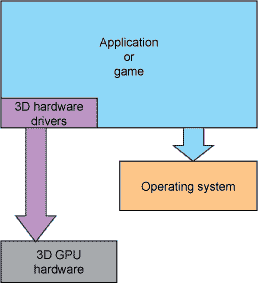 Application
or
game
3D hardware
drivers
Operating system
3D GPU
hardware